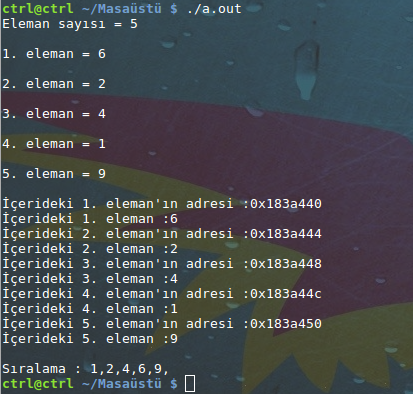 ctrl@ctrl ~/Masaüstü $ ./a.out
Eleman sayısı = 5
1. eleman = 6
2. eleman = 2
3. eleman = 4
4. eleman = 1
5. eleman = 9
İçerideki 1. eleman'ın adresi :0x183a440
İçerideki 1. eleman :6
İçerideki 2. eleman'ın adresi :0x183a444
İçerideki 2. eleman :2
İçerideki 3. eleman'ın adresi :0x183a448
İçerideki 3. eleman :4
İçerideki 4. eleman'ın adresi :0x183a44c
İçerideki 4. eleman :1
İçerideki 5. eleman'ın adresi :0x183a450
İçerideki 5. eleman :9
Sıralama : 1,2,4,6,9,
ctrl@ctrl ~/Masaüstü $